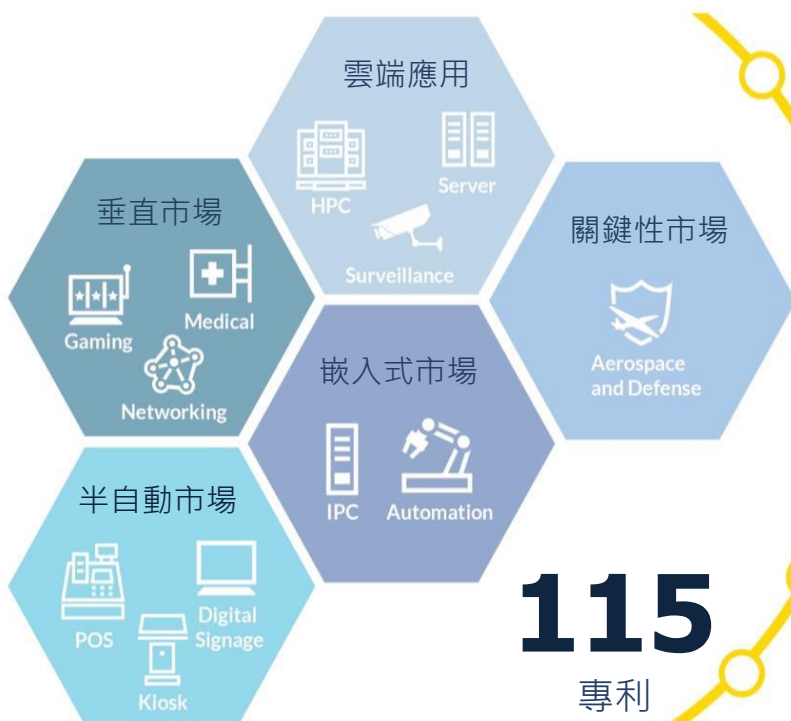 雲端應用
HPC
Server
Surveillance
垂直市場
Gaming
Medical
Networking
關鍵性市場
Aerospace
and Defense
嵌入式市場
IPC
Automation
半自動市場
POS
Digital
Signage
Kiosk
115
專利